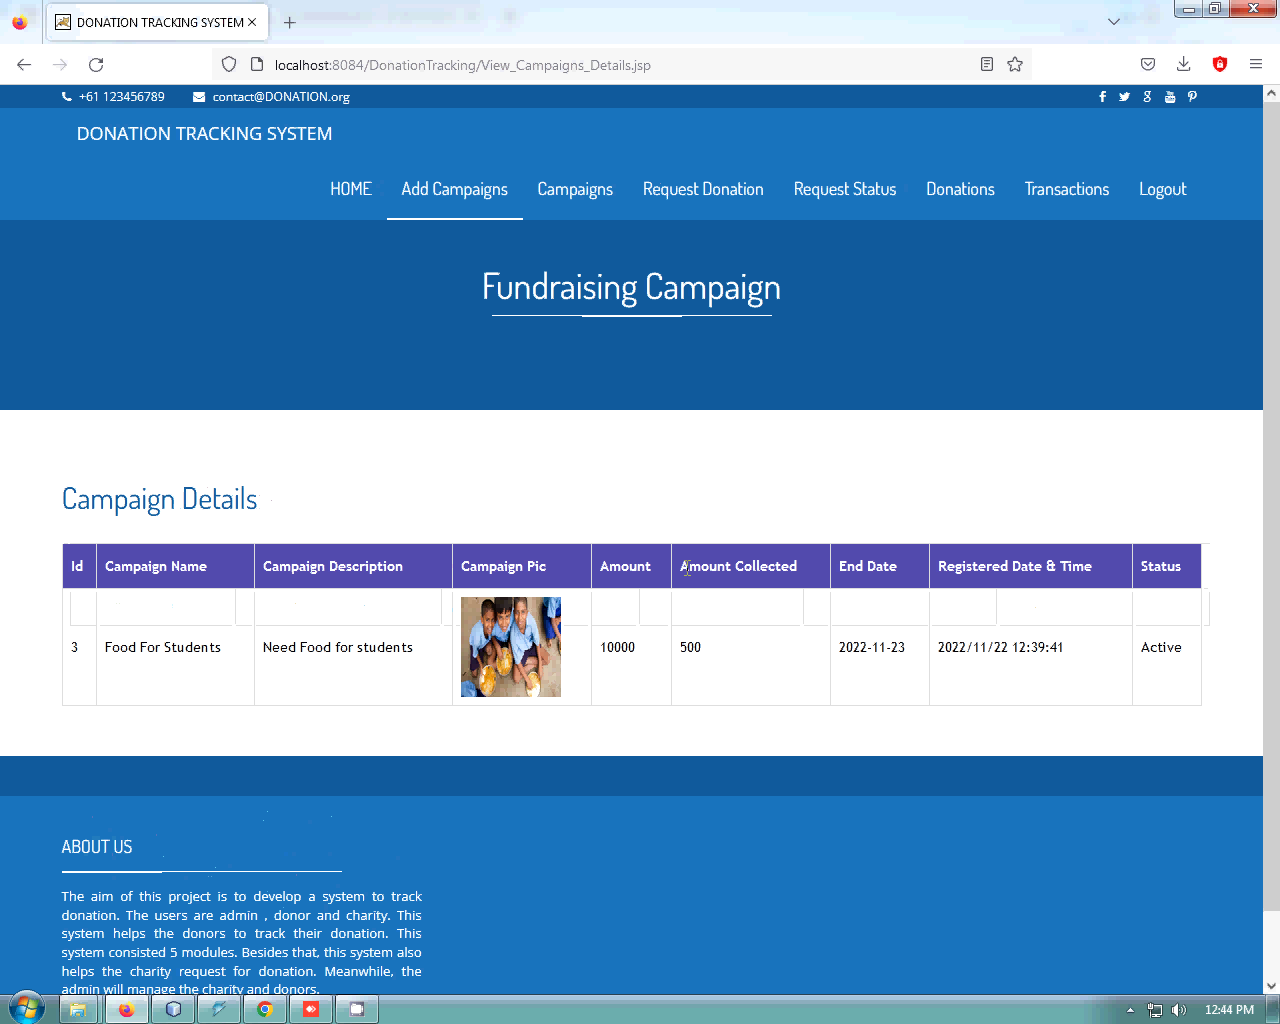 DONATION TRACKING SYSTEM
localhost:8084/DonationTracking/View_Campaigns_Details.jsp
+61 123456789 contact@DONATION.org
DONATION TRACKING SYSTEM
HOME Add Campaigns Campaigns Request Donation Request Status Donations Transactions Logout
Fundraising Campaign
Campaign Details
Id Campaign Name Campaign Description Campaign Pic Amount Amount Collected End Date Registered Date & Time Status
3 Food For Students Need Food for students 10000 500 2022-11-23 2022/11/22 12:39:41 Active
ABOUT US
The aim of this project is to develop a system to track
donation. The users are admin , donor and charity. This
system helps the donors to track their donation. This
system consisted 5 modules. Besides that, this system also
helps the charity request for donation. Meanwhile, the
admin will manage the charity and donors.
12:44 PM